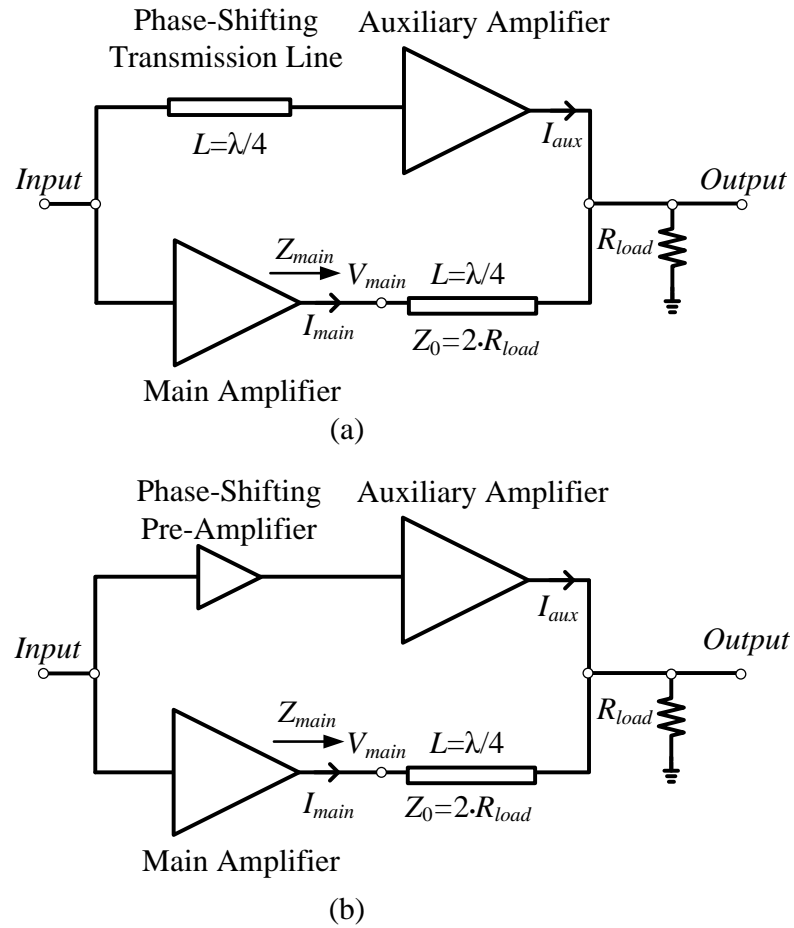 Phase-Shifting
Transmission Line
Auxiliary Amplifier
L=λ/4
I_aux
Input
Output
R_load
Z_main
V_main
L=λ/4
I_main
Z_0=2·R_load
Main Amplifier
(a)
Phase-Shifting
Pre-Amplifier
Auxiliary Amplifier
I_aux
Input
Output
R_load
Z_main
V_main
L=λ/4
I_main
Z_0=2·R_load
Main Amplifier
(b)